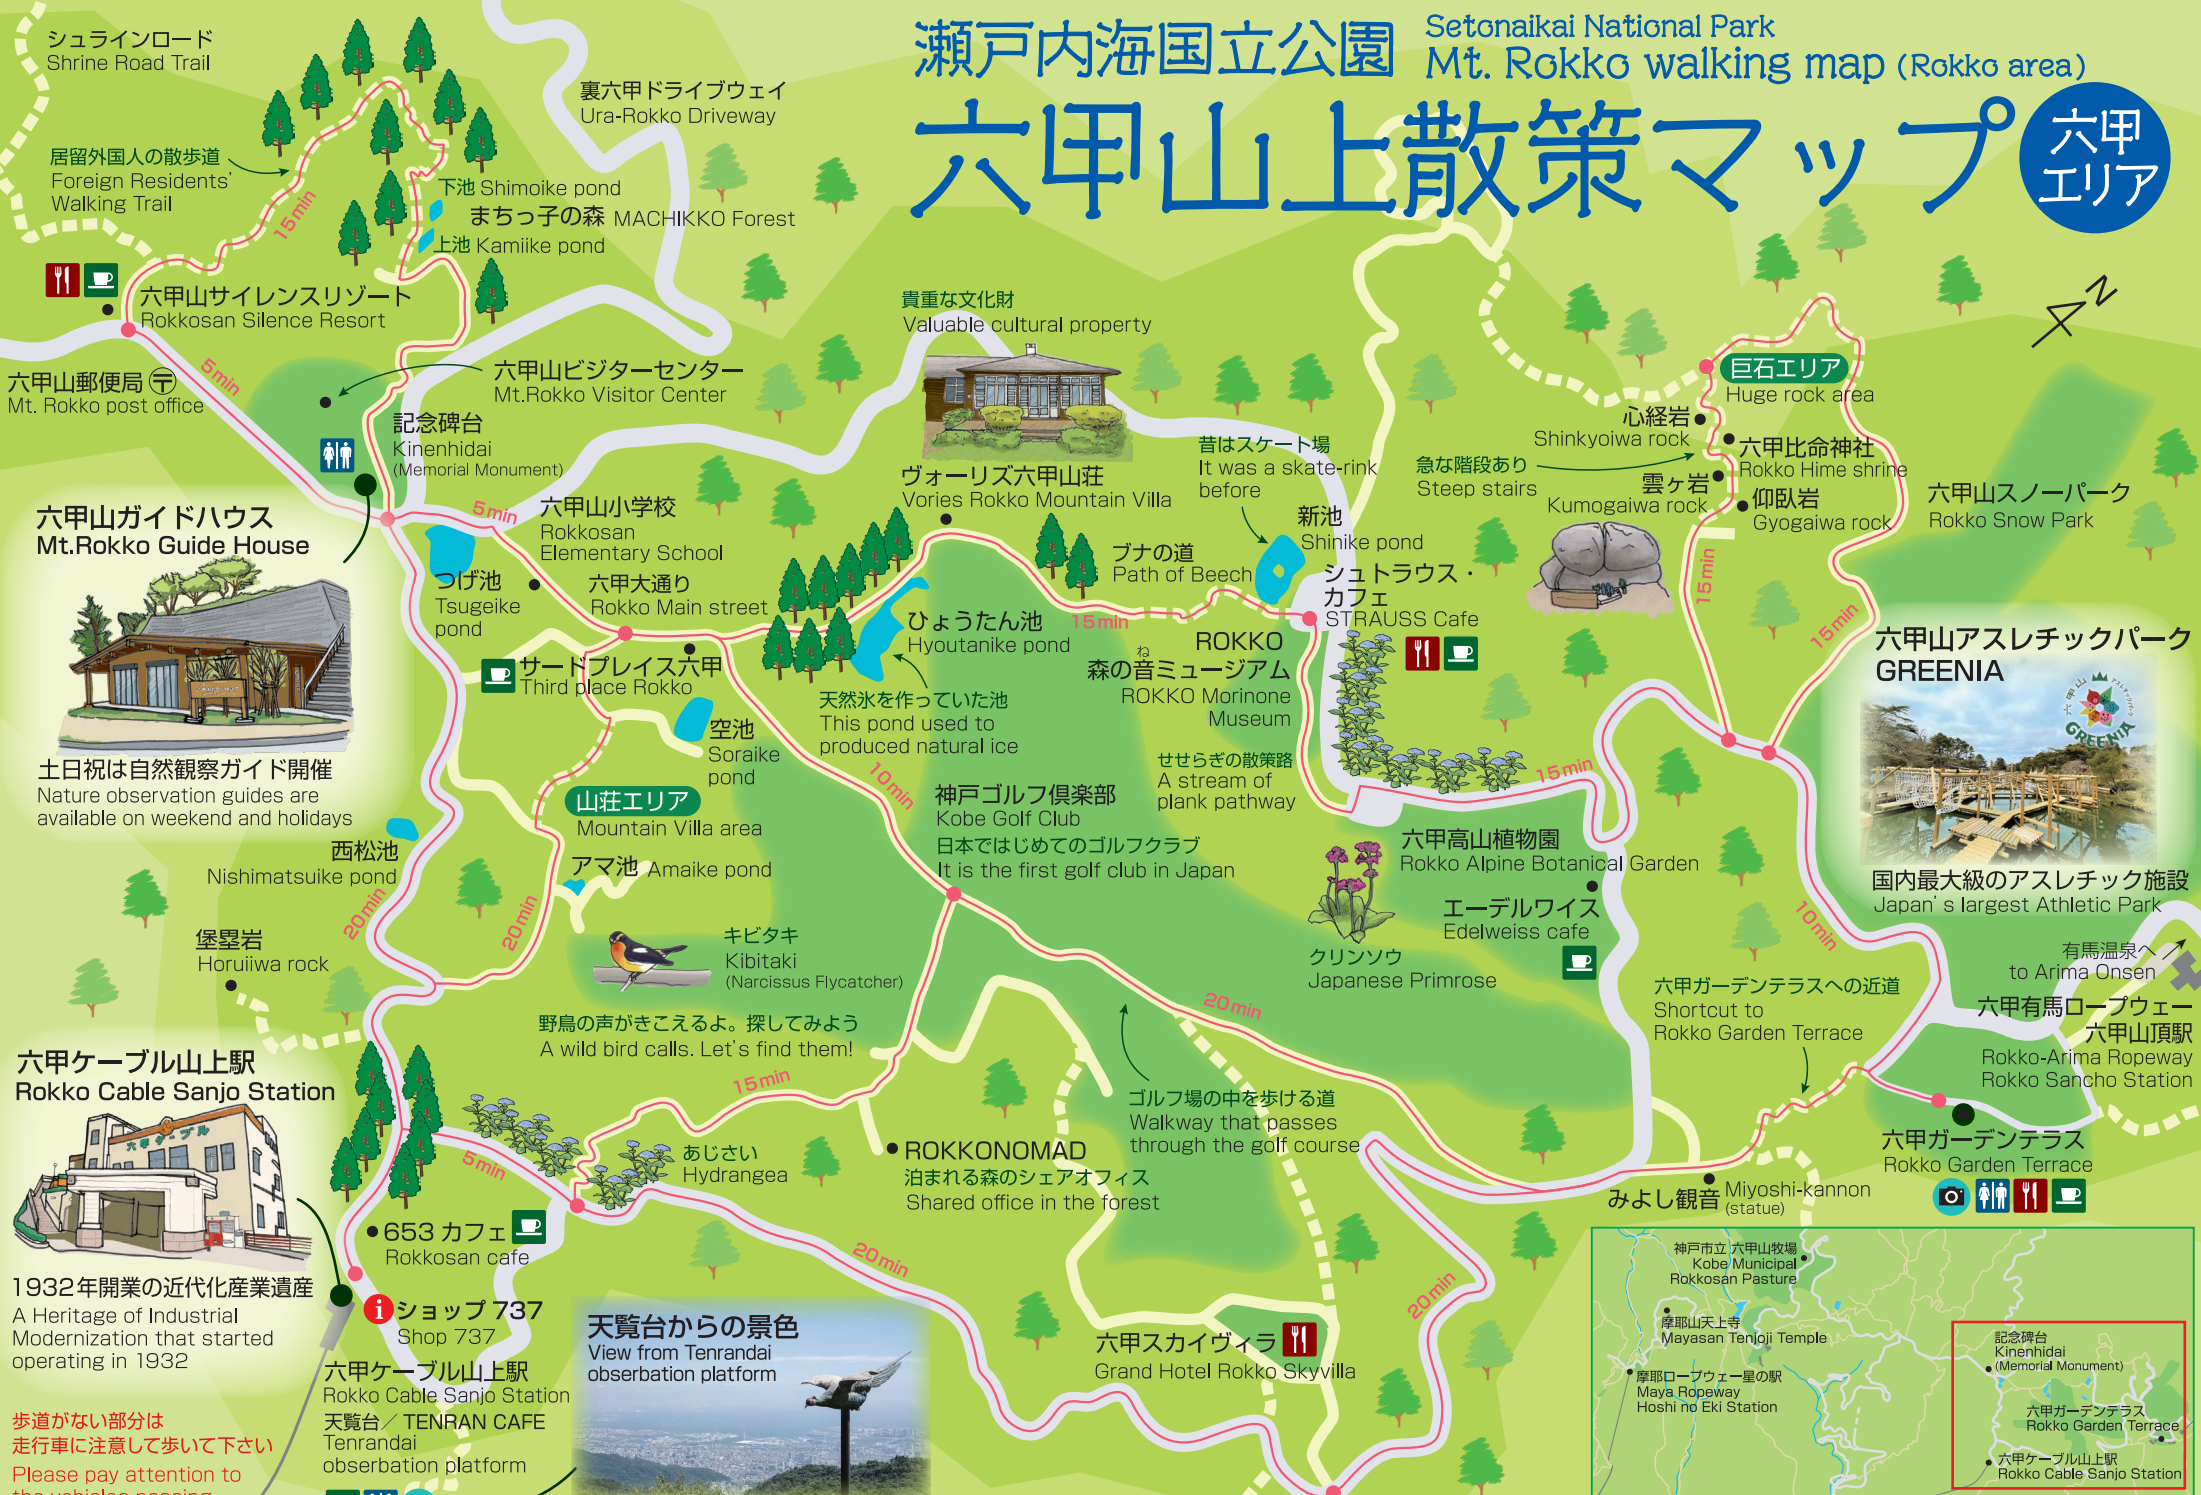 瀬戸内海国立公園
Setonaikai National Park
Mt. Rokko walking map (Rokko area)
六甲山上散策マップ
六甲
エリア
シュラインロード
Shrine Road Trail
裏六甲ドライブウェイ
Ura-Rokko Driveway
居留外国人の散歩道
Foreign Residents'
Walking Trail
15min
下池 Shimoike pond
まちっ子の森 MACHIKKO Forest
上池 Kamiike pond
六甲山サイレンスリゾート
Rokkosan Silence Resort
5min
六甲山郵便局 〒
Mt. Rokko post office
六甲山ビジターセンター
Mt.Rokko Visitor Center
記念碑台
Kinenhidai
(Memorial Monument)
六甲山ガイドハウス
Mt.Rokko Guide House
土日祝は自然観察ガイド開催
Nature observation guides are
available on weekend and holidays
5min
六甲山小学校
Rokkosan
Elementary School
つげ池
Tsugeike
pond
六甲大通り
Rokko Main street
サードプレイス六甲
Third place Rokko
空池
Soraike
pond
貴重な文化財
Valuable cultural property
ヴォーリズ六甲山荘
Vories Rokko Mountain Villa
ひょうたん池
Hyoutanike pond
天然氷を作っていた池
This pond used to
produced natural ice
15min
ブナの道
Path of Beech
昔はスケート場
It was a skate-rink
before
新池
Shinike pond
シュトラウス・
カフェ
STRAUSS Cafe
ROKKO
ね
森の音ミュージアム
ROKKO Morinone
Museum
せせらぎの散策路
A stream of
plank pathway
急な階段あり
Steep stairs
巨石エリア
Huge rock area
心経岩
Shinkyoiwa rock
六甲比命神社
Rokko Hime shrine
雲ヶ岩
Kumogaiwa rock
仰臥岩
Gyogaiwa rock
15min
15min
N
六甲山スノーパーク
Rokko Snow Park
六甲山アスレチックパーク
GREENIA
六甲山
アスレチックパーク
GREENIA
国内最大級のアスレチック施設
Japan's largest Athletic Park
15min
10min
山荘エリア
Mountain Villa area
アマ池 Amaike pond
10min
神戸ゴルフ倶楽部
Kobe Golf Club
日本ではじめてのゴルフクラブ
It is the first golf club in Japan
六甲高山植物園
Rokko Alpine Botanical Garden
エーデルワイス
Edelweiss cafe
クリンソウ
Japanese Primrose
西松池
Nishimatsuike pond
20min
20min
堡塁岩
Horuiiwa rock
キビタキ
Kibitaki
(Narcissus Flycatcher)
野鳥の声がきこえるよ。探してみよう
A wild bird calls. Let's find them!
20min
六甲ガーデンテラスへの近道
Shortcut to
Rokko Garden Terrace
有馬温泉へ
to Arima Onsen
六甲有馬ロープウェー
六甲山頂駅
Rokko-Arima Ropeway
Rokko Sancho Station
六甲ケーブル山上駅
Rokko Cable Sanjo Station
六甲ケーブル
1932年開業の近代化産業遺産
A Heritage of Industrial
Modernization that started
operating in 1932
15min
5min
あじさい
Hydrangea
ROKKONOMAD
泊まれる森のシェアオフィス
Shared office in the forest
ゴルフ場の中を歩ける道
Walkway that passes
through the golf course
六甲ガーデンテラス
Rokko Garden Terrace
みよし観音
Miyoshi-kannon
(statue)
653 カフェ
Rokkosan cafe
i
ショップ 737
Shop 737
六甲ケーブル山上駅
Rokko Cable Sanjo Station
天覧台／TENRAN CAFE
Tenrandai
obserbation platform
歩道がない部分は
走行車に注意して歩いて下さい
Please pay attention to
the vehicles passing
天覧台からの景色
View from Tenrandai
obserbation platform
20min
20min
六甲スカイヴィラ
Grand Hotel Rokko Skyvilla
神戸市立 六甲山牧場
Kobe Municipal
Rokkosan Pasture
摩耶山天上寺
Mayasan Tenjoji Temple
摩耶ロープウェー星の駅
Maya Ropeway
Hoshi no Eki Station
記念碑台
Kinenhidai
(Memorial Monument)
六甲ガーデンテラス
Rokko Garden Terrace
六甲ケーブル山上駅
Rokko Cable Sanjo Station